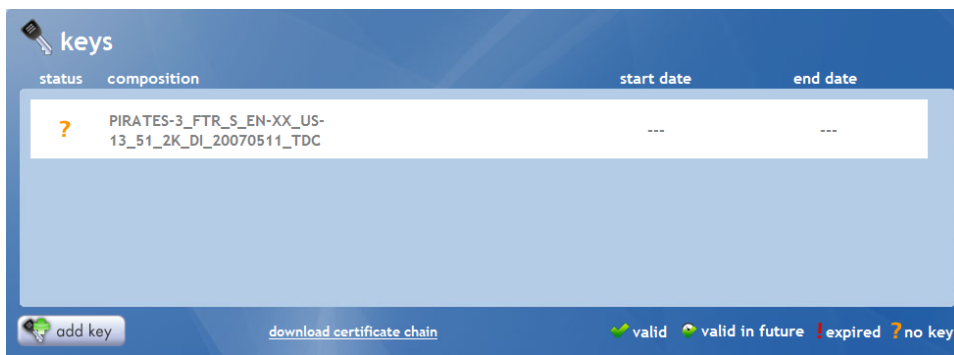 keys
status composition start date end date
? PIRATES-3_FTR_S_EN-XX_US- --- ---
13_51_2K_DI_20070511_TDC
add key download certificate chain valid valid in future ! expired ? no key